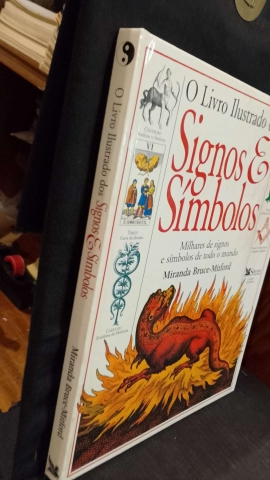 O Livro Ilustrado dos Signos & Símbolos
Miranda Bruce-Mitford
O Livro Ilustrado
Signos &
Símbolos
Milhares de signos
e símbolos de todo o mundo
Miranda Bruce-Mitford
VI